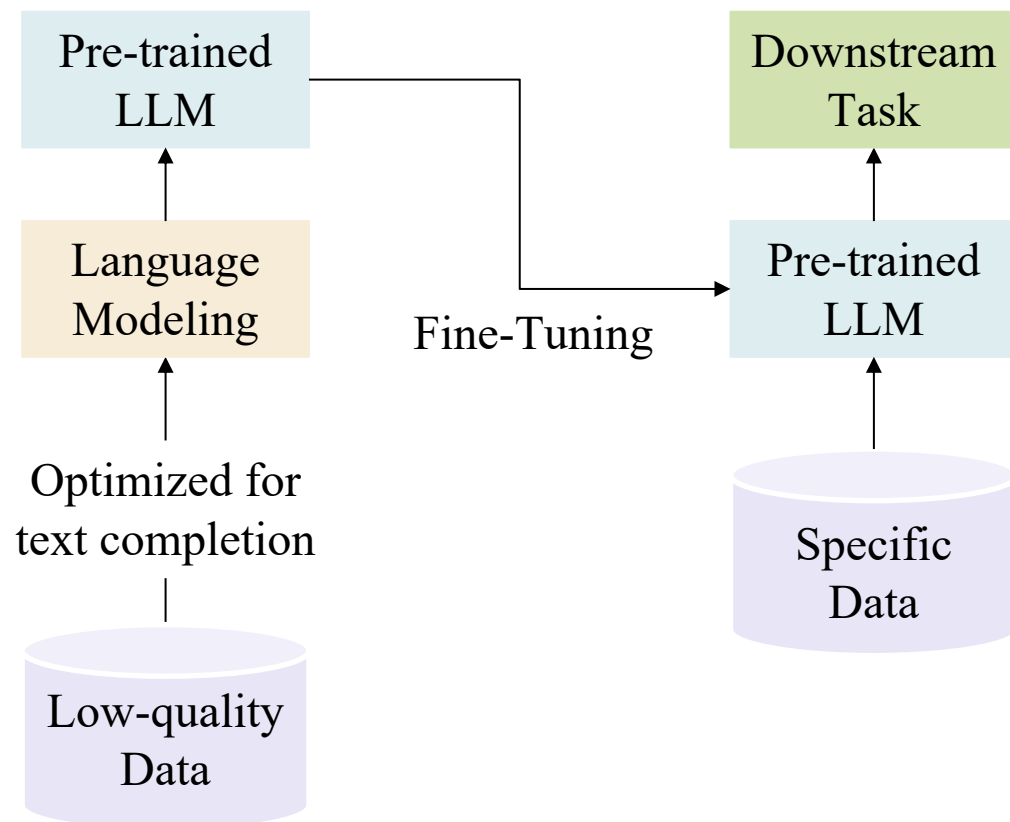 Pre-trained
LLM
Language
Modeling
Optimized for
text completion
Low-quality
Data
Fine-Tuning
Downstream
Task
Pre-trained
LLM
Specific
Data